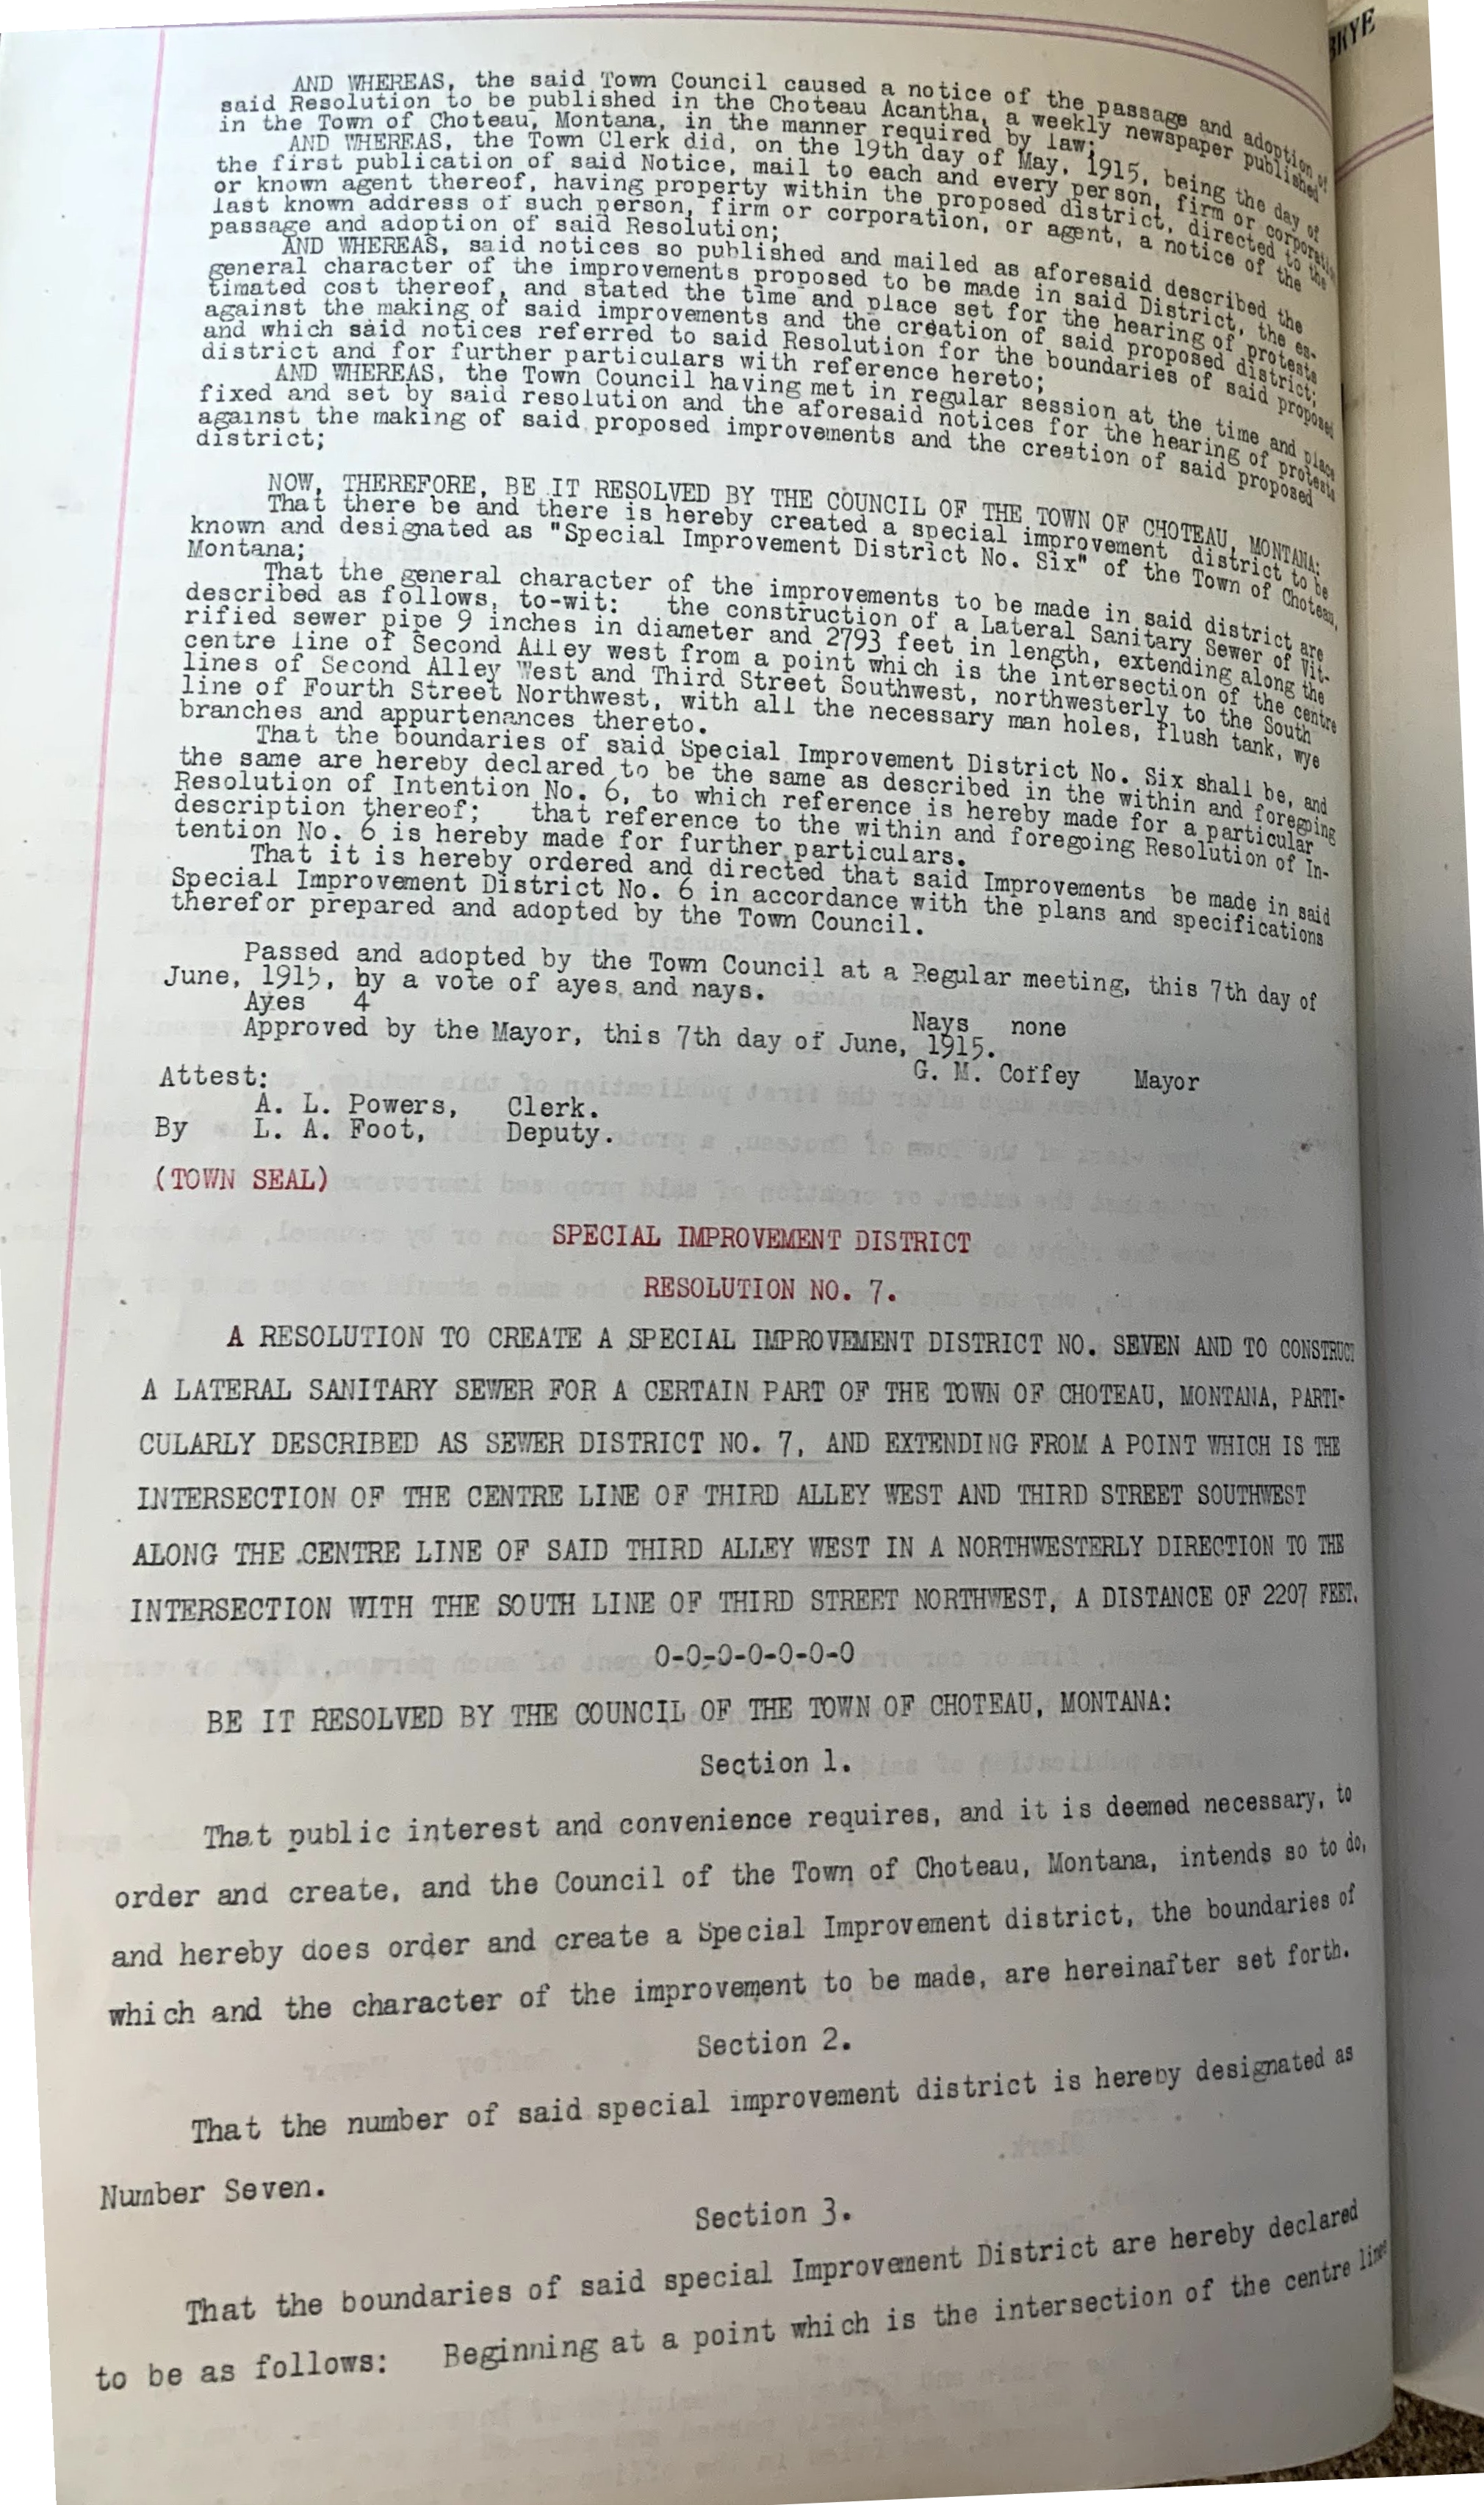 AND WHEREAS, the said Town Council caused a notice of the passage and adoption of
said Resolution to be published in the Choteau Acantha, a weekly newspaper published
in the Town of Choteau, Montana, in the manner required by law;
AND WHEREAS, the Town Clerk did, on the 19th day of May, 1915, being the day of
the first publication of said Notice, mail to each and every person, firm or corporati
or known agent thereof, having property within the proposed district, directed to the
last known address of such person, firm or corporation, or agent, a notice of the
passage and adoption of said Resolution;
AND WHEREAS, said notices so published and mailed as aforesaid described the
general character of the improvements proposed to be made in said District, the es-
timated cost thereof, and stated the time and place set for the hearing of protests
against the making of said improvements and the creation of said proposed district;
and which said notices referred to said Resolution for the boundaries of said proposed
district and for further particulars with reference hereto;
AND WHEREAS, the Town Council having met in regular session at the time and place
fixed and set by said resolution and the aforesaid notices for the hearing of protests
against the making of said proposed improvements and the creation of said proposed
district;
NOW, THEREFORE, BE IT RESOLVED BY THE COUNCIL OF THE TOWN OF CHOTEAU, MONTANA:
That there be and there is hereby created a special improvement district to be
known and designated as "Special Improvement District No. Six" of the Town of Choteau,
Montana;
That the general character of the improvements to be made in said district are
described as follows, to-wit: the construction of a Lateral Sanitary Sewer of Vit-
rified sewer pipe 9 inches in diameter and 2793 feet in length, extending along the
centre line of Second Alley west from a point which is the intersection of the centre
lines of Second Alley West and Third Street Southwest, northwesterly to the South
line of Fourth Street Northwest, with all the necessary man holes, flush tank, wye
branches and appurtenances thereto.
That the boundaries of said Special Improvement District No. Six shall be, and
the same are hereby declared to be the same as described in the within and foregoing
Resolution of Intention No. 6, to which reference is hereby made for a particular
description thereof; that reference to the within and foregoing Resolution of In-
tention No. 6 is hereby made for further particulars.
That it is hereby ordered and directed that said Improvements be made in said
Special Improvement District No. 6 in accordance with the plans and specifications
therefor prepared and adopted by the Town Council.
Passed and adopted by the Town Council at a Regular meeting, this 7th day of
June, 1915, by a vote of ayes and nays.
Ayes 4 Nays none
Approved by the Mayor, this 7th day of June, 1915.
G. M. Coffey Mayor
Attest:
A. L. Powers, Clerk.
By L. A. Foot, Deputy.
(TOWN SEAL)
SPECIAL IMPROVEMENT DISTRICT
RESOLUTION NO. 7.
A RESOLUTION TO CREATE A SPECIAL IMPROVEMENT DISTRICT NO. SEVEN AND TO CONSTRUCT
A LATERAL SANITARY SEWER FOR A CERTAIN PART OF THE TOWN OF CHOTEAU, MONTANA, PARTI-
CULARLY DESCRIBED AS SEWER DISTRICT NO. 7, AND EXTENDING FROM A POINT WHICH IS THE
INTERSECTION OF THE CENTRE LINE OF THIRD ALLEY WEST AND THIRD STREET SOUTHWEST
ALONG THE CENTRE LINE OF SAID THIRD ALLEY WEST IN A NORTHWESTERLY DIRECTION TO THE
INTERSECTION WITH THE SOUTH LINE OF THIRD STREET NORTHWEST, A DISTANCE OF 2207 FEET.
0-0-0-0-0-0-0
BE IT RESOLVED BY THE COUNCIL OF THE TOWN OF CHOTEAU, MONTANA:
Section 1.
That public interest and convenience requires, and it is deemed necessary, to
order and create, and the Council of the Town of Choteau, Montana, intends so to do,
and hereby does order and create a Special Improvement district, the boundaries of
which and the character of the improvement to be made, are hereinafter set forth.
Section 2.
That the number of said special improvement district is hereby designated as
Number Seven.
Section 3.
That the boundaries of said special Improvement District are hereby declared
to be as follows: Beginning at a point which is the intersection of the centre lines